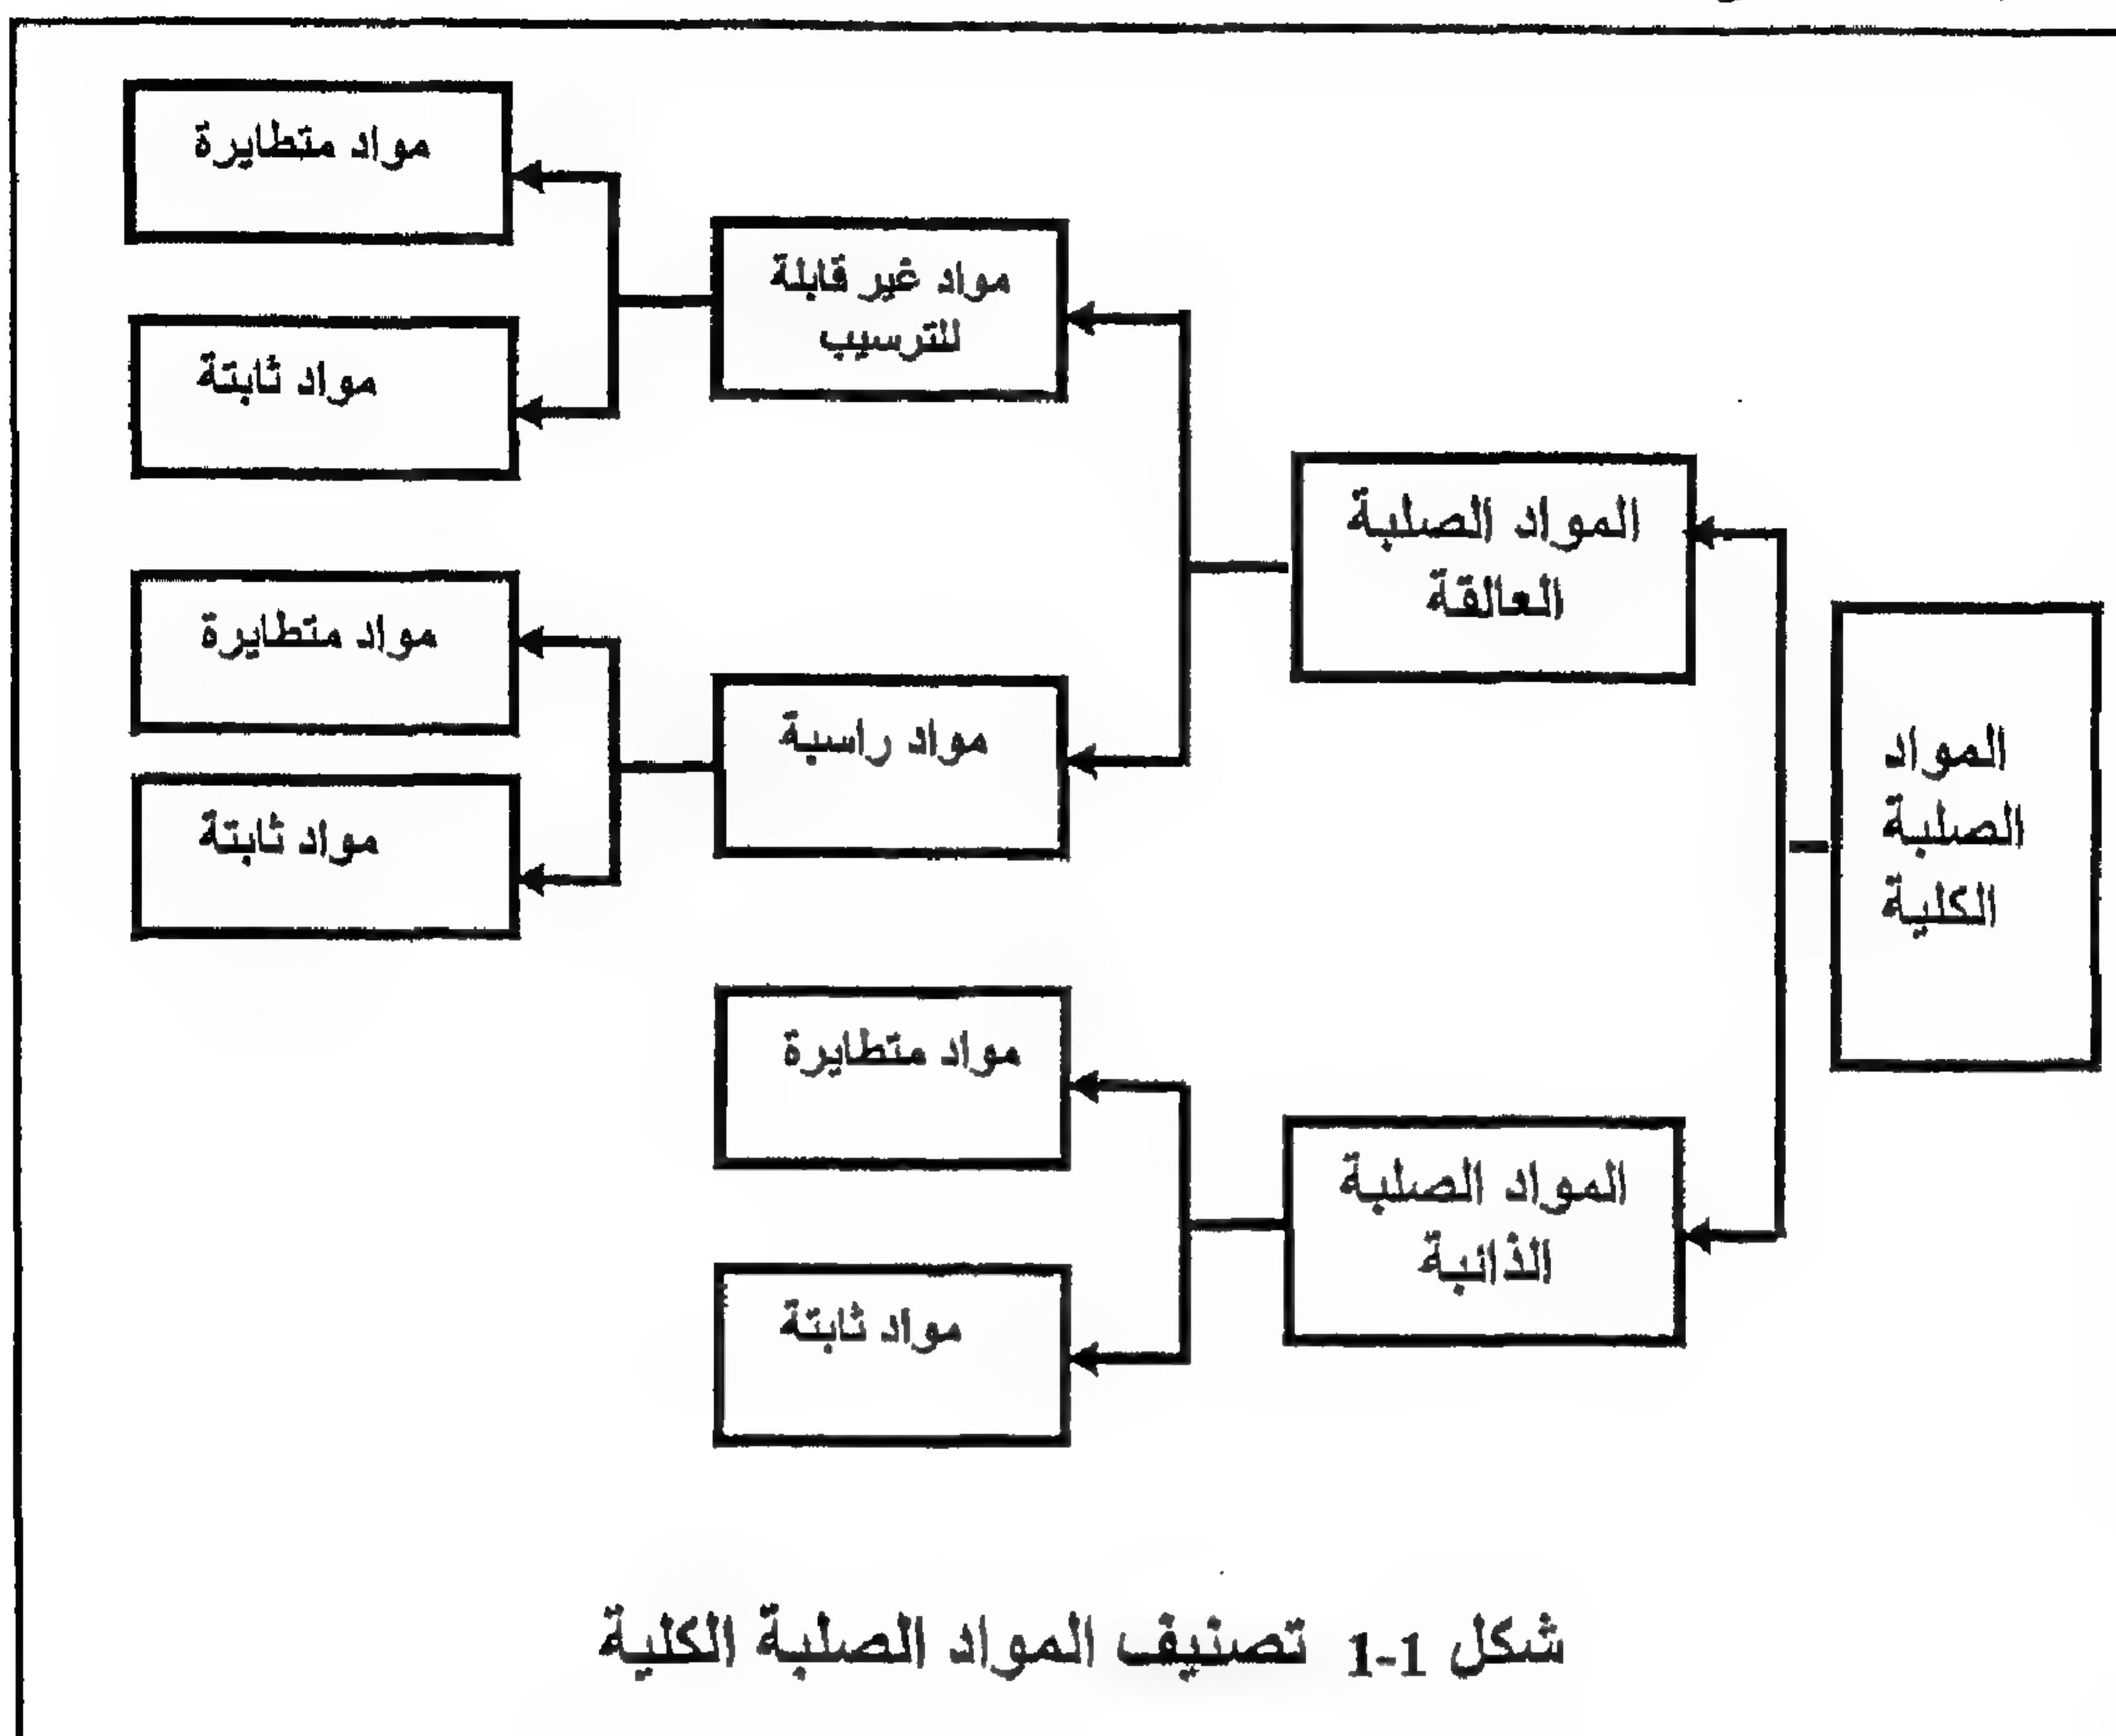 المواد
الصلبة
الكلية
المواد الصلبة
العالقة
مواد غير قابلة
للترسيب
مواد متطايرة
مواد ثابتة
مواد راسبة
مواد متطايرة
مواد ثابتة
المواد الصلبة
الذائبة
مواد متطايرة
مواد ثابتة
شكل 1-1 تصنيف المواد الصلبة الكلية